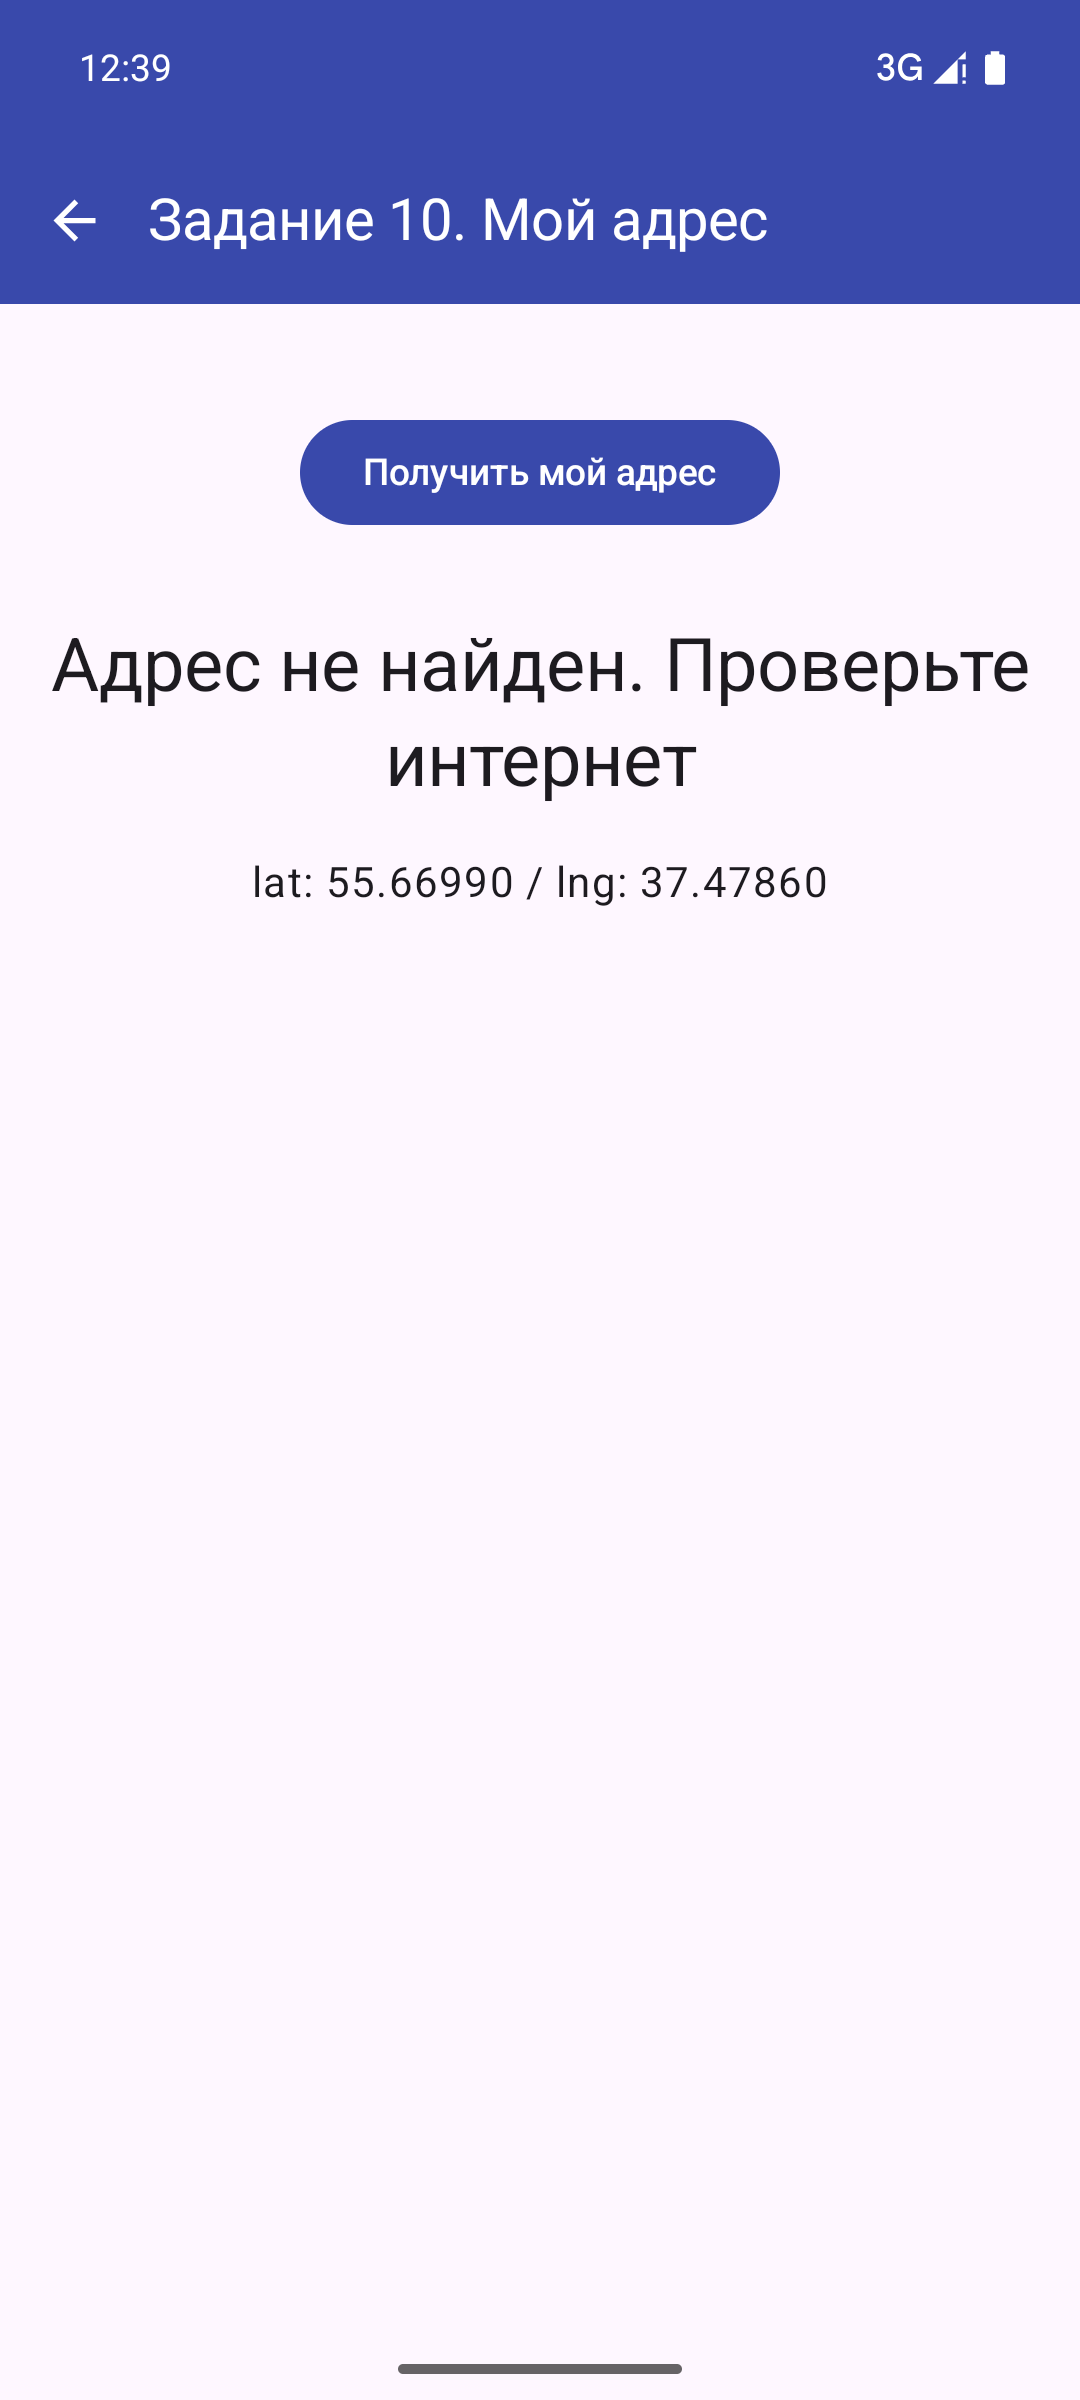 12:39 3G
Задание 10. Мой адрес
Получить мой адрес
Адрес не найден. Проверьте
интернет
lat: 55.66990 / lng: 37.47860